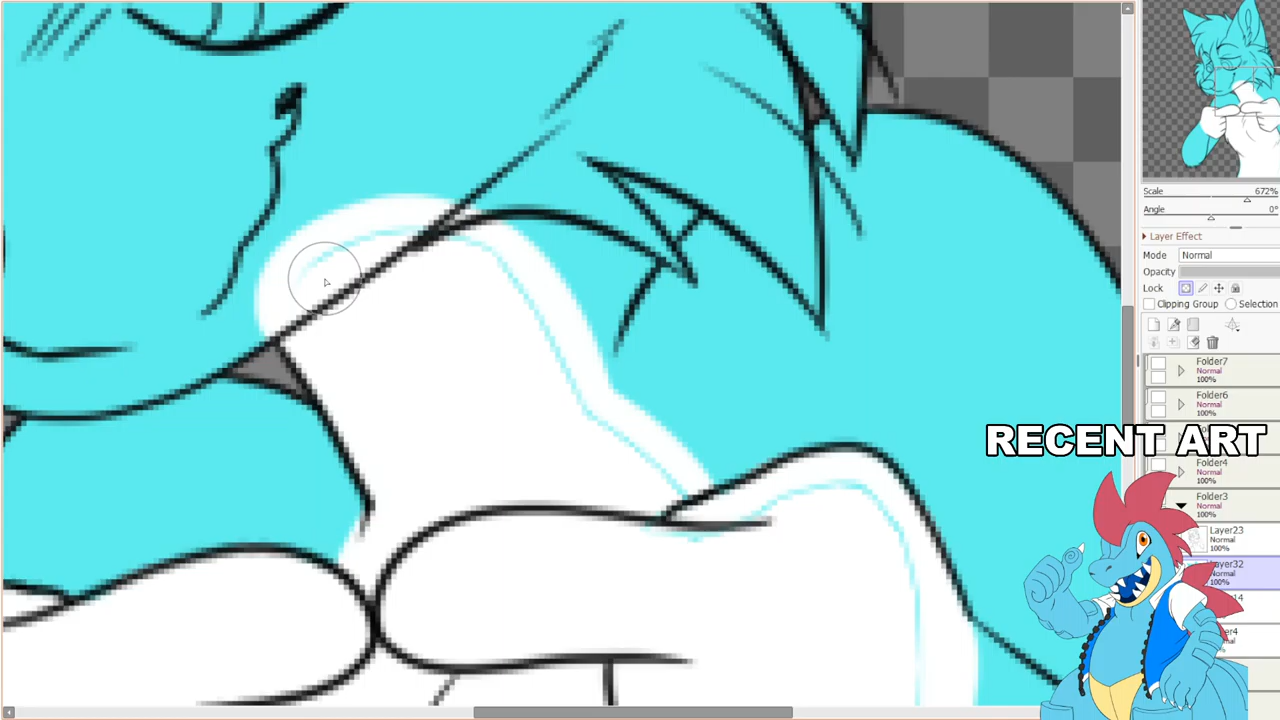 Scale 672%
Angle 0°
Layer Effect
Mode Normal
Opacity
Lock
Clipping Group Selection
Folder7
Normal
100%
Folder6
Normal
100%
RECENT ART
Folder4
Normal
100%
Folder3
Normal
100%
Layer23
Normal
100%
Layer32
Normal
100%